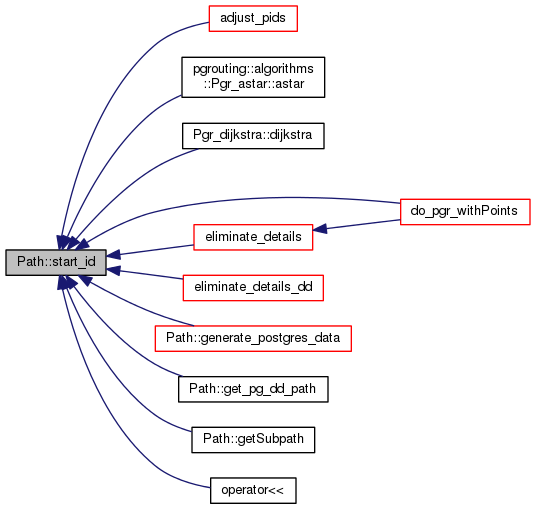 adjust_pids
pgrouting::algorithms
::Pgr_astar::astar
Pgr_dijkstra::dijkstra
do_pgr_withPoints
eliminate_details
Path::start_id
eliminate_details_dd
Path::generate_postgres_data
Path::get_pg_dd_path
Path::getSubpath
operator<<